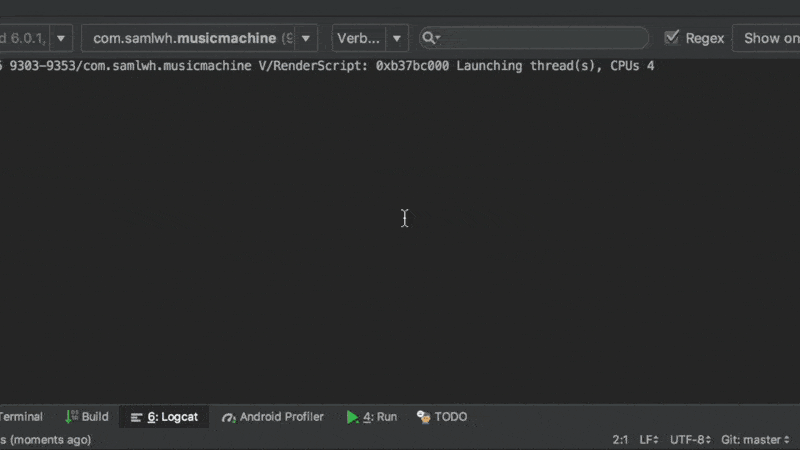 d 6.0.1, com.samlwh.musicmachine (9 Verb... Regex Show on
6 9303-9353/com.samlwh.musicmachine V/RenderScript: 0xb37bc000 Launching thread(s), CPUs 4
Terminal Build 6: Logcat Android Profiler 4: Run TODO
s (moments ago) 2:1 LF UTF-8 Git: master